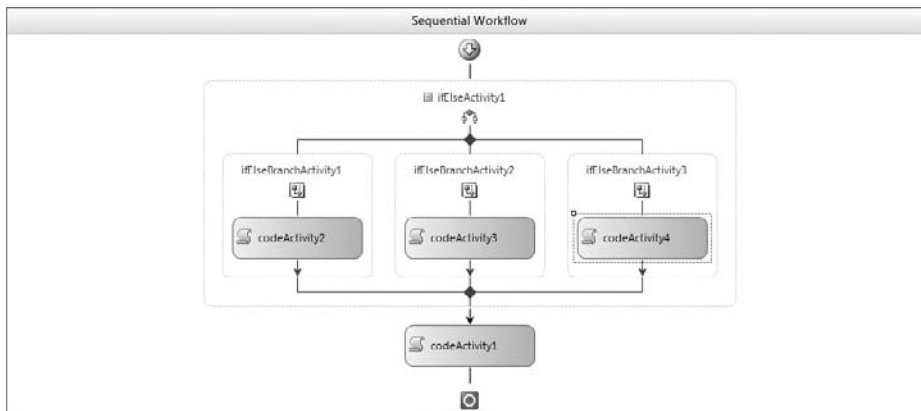 Sequential Workflow
ifElseActivity1
ifElseBranchActivity1
ifElseBranchActivity2
ifElseBranchActivity3
codeActivity2
codeActivity3
codeActivity4
codeActivity1